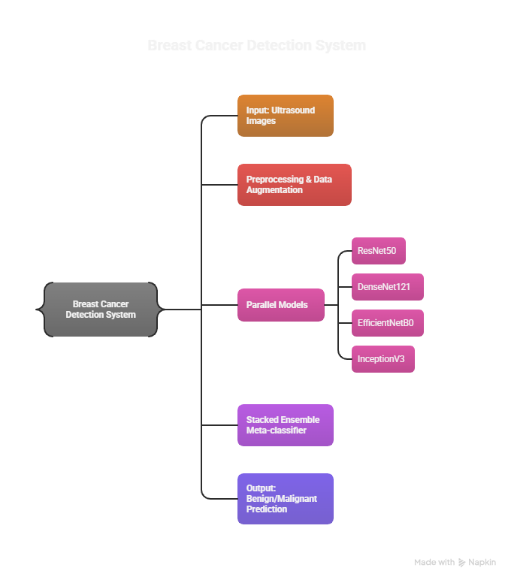 Breast Cancer Detection System
Input: Ultrasound
Images
Preprocessing & Data
Augmentation
Breast Cancer
Detection System
Parallel Models
ResNet50
DenseNet121
EfficientNetB0
InceptionV3
Stacked Ensemble
Meta-classifier
Output:
Benign/Malignant
Prediction
Made with Napkin